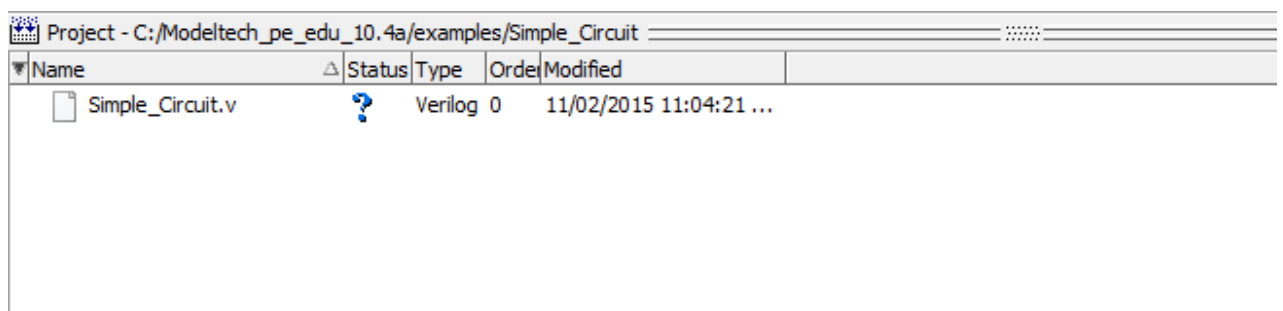 Project - C:/Modeltech_pe_edu_10.4a/examples/Simple_Circuit
Name Status Type Order Modified
Simple_Circuit.v ? Verilog 0 11/02/2015 11:04:21 ...